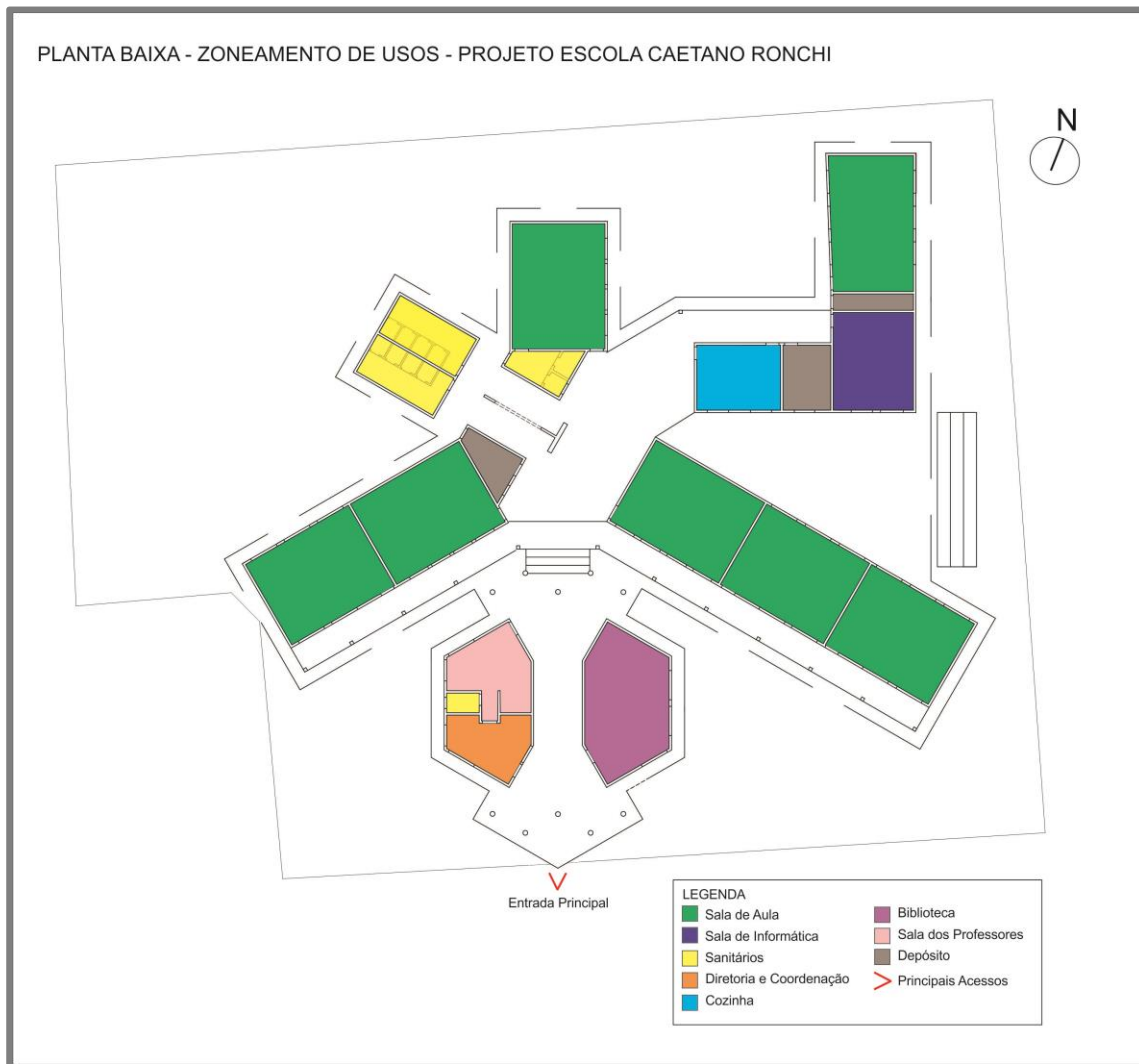 PLANTA BAIXA - ZONEAMENTO DE USOS - PROJETO ESCOLA CAETANO RONCHI
N
Entrada Principal
LEGENDA
Sala de Aula
Sala de Informática
Sanitários
Diretoria e Coordenação
Cozinha
Biblioteca
Sala dos Professores
Depósito
Principais Acessos